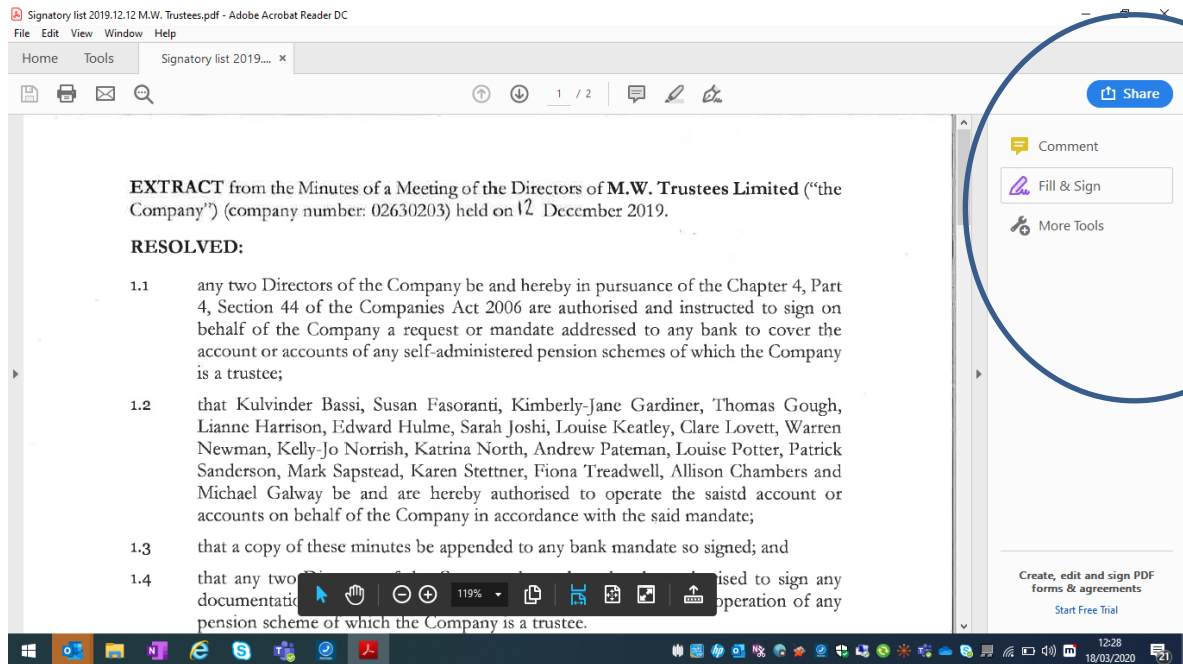 Signatory list 2019.12.12 M.W. Trustees.pdf - Adobe Acrobat Reader DC
File Edit View Window Help
Home Tools Signatory list 2019.... ×
1 / 2
Share
Comment
Fill & Sign
More Tools
EXTRACT from the Minutes of a Meeting of the Directors of M.W. Trustees Limited (“the
Company”) (company number: 02630203) held on 12 December 2019.
RESOLVED:
1.1 any two Directors of the Company be and hereby in pursuance of the Chapter 4, Part
4, Section 44 of the Companies Act 2006 are authorised and instructed to sign on
behalf of the Company a request or mandate addressed to any bank to cover the
account or accounts of any self-administered pension schemes of which the Company
is a trustee;
1.2 that Kulvinder Bassi, Susan Fasoranti, Kimberly-Jane Gardiner, Thomas Gough,
Lianne Harrison, Edward Hulme, Sarah Joshi, Louise Keatley, Clare Lovett, Warren
Newman, Kelly-Jo Norrish, Katrina North, Andrew Pateman, Louise Potter, Patrick
Sanderson, Mark Sapstead, Karen Stettner, Fiona Treadwell, Allison Chambers and
Michael Galway be and are hereby authorised to operate the saistd account or
accounts on behalf of the Company in accordance with the said mandate;
1.3 that a copy of these minutes be appended to any bank mandate so signed; and
1.4 that any two ised to sign any
documentatio operation of any
pension scheme of which the Company is a trustee.
119%
Create, edit and sign PDF
forms & agreements
Start Free Trial
12:28
18/03/2020
21